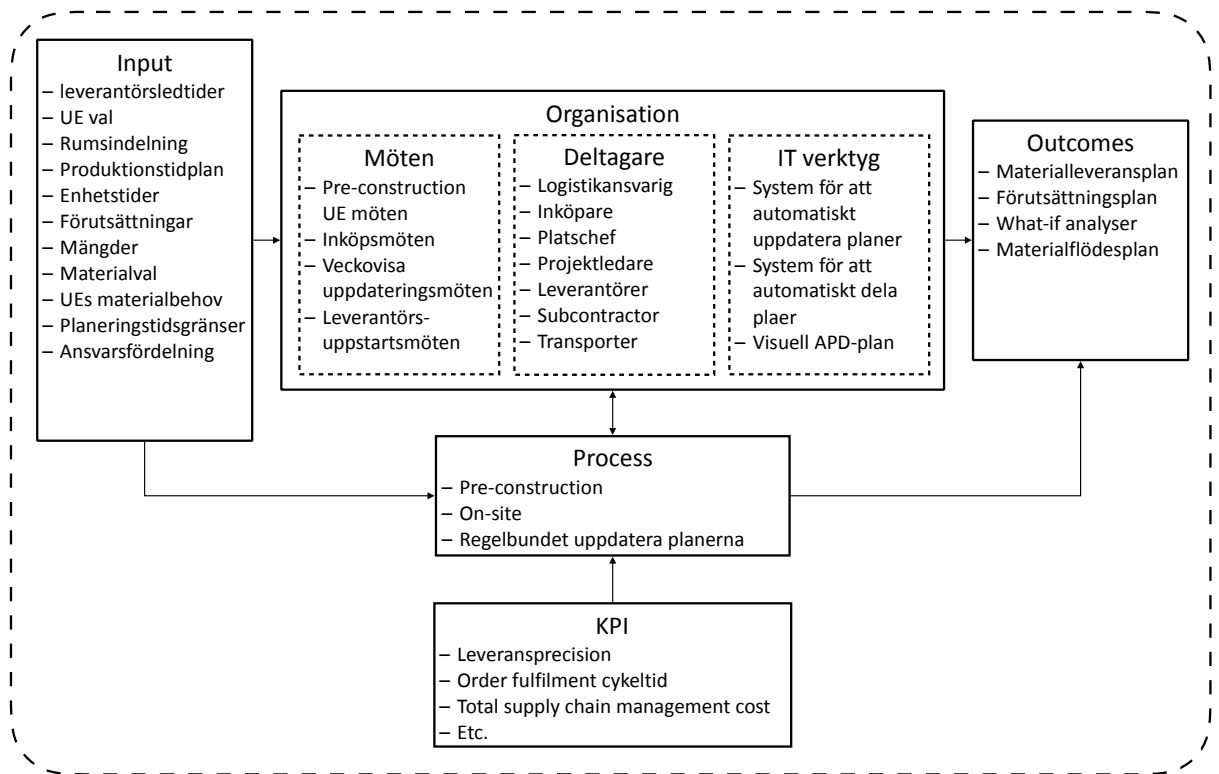 Input
– leverantörsledtider
– UE val
– Rumsindelning
– Produktionstidplan
– Enhetstider
– Förutsättningar
– Mängder
– Materialval
– UEs materialbehov
– Planeringstidsgränser
– Ansvarsfördelning
Organisation
Möten
– Pre-construction
UE möten
– Inköpsmöten
– Veckovisa
uppdateringsmöten
– Leverantörs-
uppstartsmöten
Deltagare
– Logistikansvarig
– Inköpare
– Platschef
– Projektledare
– Leverantörer
– Subcontractor
– Transporter
IT verktyg
– System för att
automatiskt
uppdatera planer
– System för att
automatiskt dela
plaer
– Visuell APD-plan
Outcomes
– Materialleveransplan
– Förutsättningsplan
– What-if analyser
– Materialflödesplan
Process
– Pre-construction
– On-site
– Regelbundet uppdatera planerna
KPI
– Leveransprecision
– Order fulfilment cykeltid
– Total supply chain management cost
– Etc.